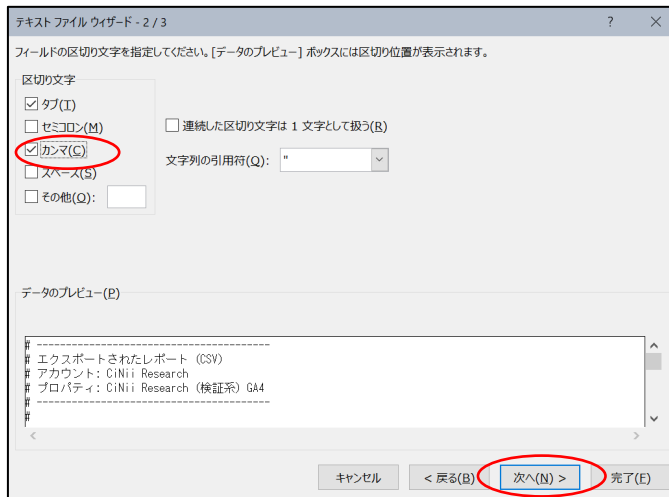 テキスト ファイル ウィザード - 2 / 3
フィールドの区切り文字を指定してください。[データのプレビュー] ボックスには区切り位置が表示されます。
区切り文字
タブ(T)
セミコロン(M)
カンマ(C)
スペース(S)
その他(O):
連続した区切り文字は 1 文字として扱う(R)
文字列の引用符(Q): "
データのプレビュー(P)
# ----------------------------------------
# エクスポートされたレポート (CSV)
# アカウント: CiNii Research
# プロパティ: CiNii Research (検証系) GA4
# ----------------------------------------
#
キャンセル < 戻る(B) 次へ(N) > 完了(F)